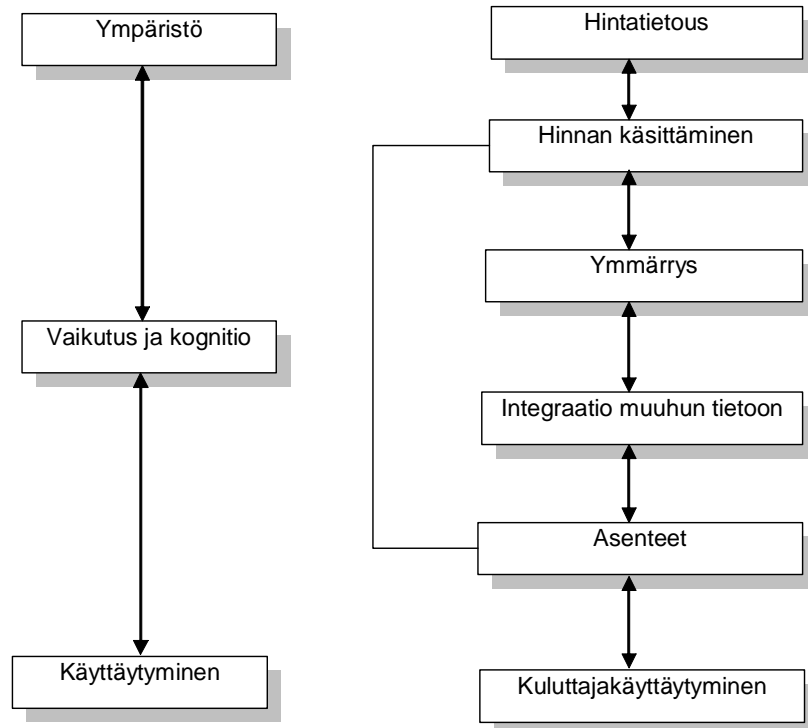 Ympäristö
Vaikutus ja kognitio
Käyttäytyminen
Hintatietous
Hinnan käsittäminen
Ymmärrys
Integraatio muuhun tietoon
Asenteet
Kuluttajakäyttäytyminen